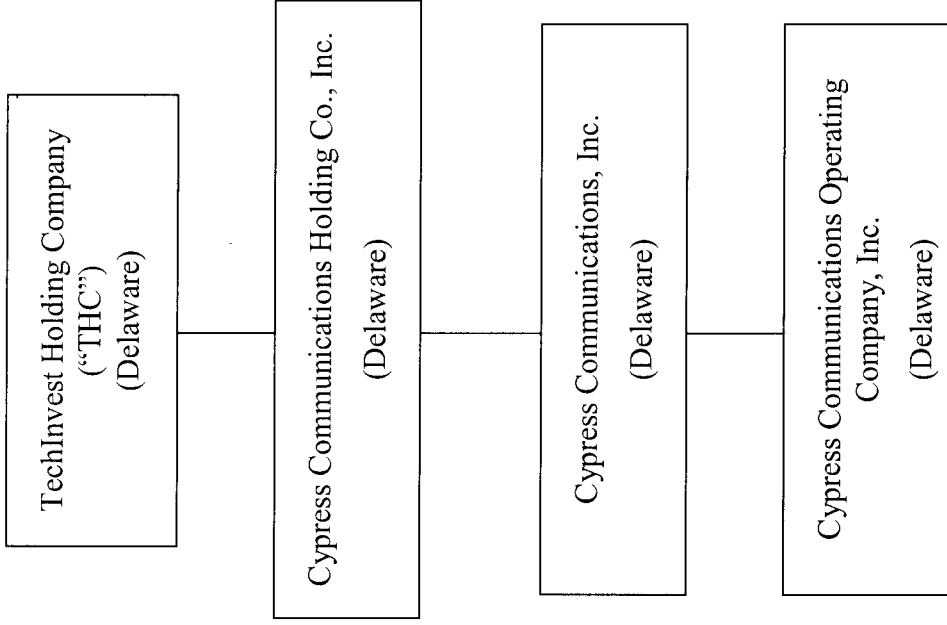 TechInvest Holding Company
(“THC”)
(Delaware)
Cypress Communications Holding Co., Inc.
(Delaware)
Cypress Communications, Inc.
(Delaware)
Cypress Communications Operating
Company, Inc.
(Delaware)